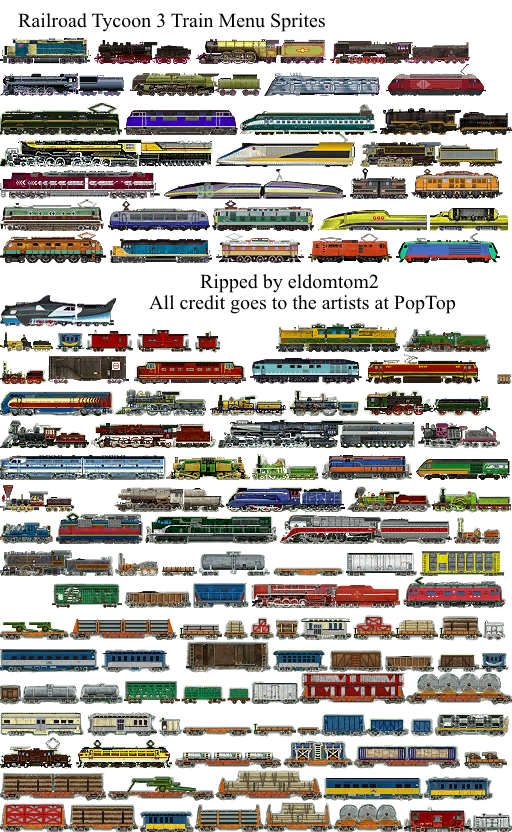 Railroad Tycoon 3 Train Menu Sprites
Ripped by eldomtom2
All credit goes to the artists at PopTop